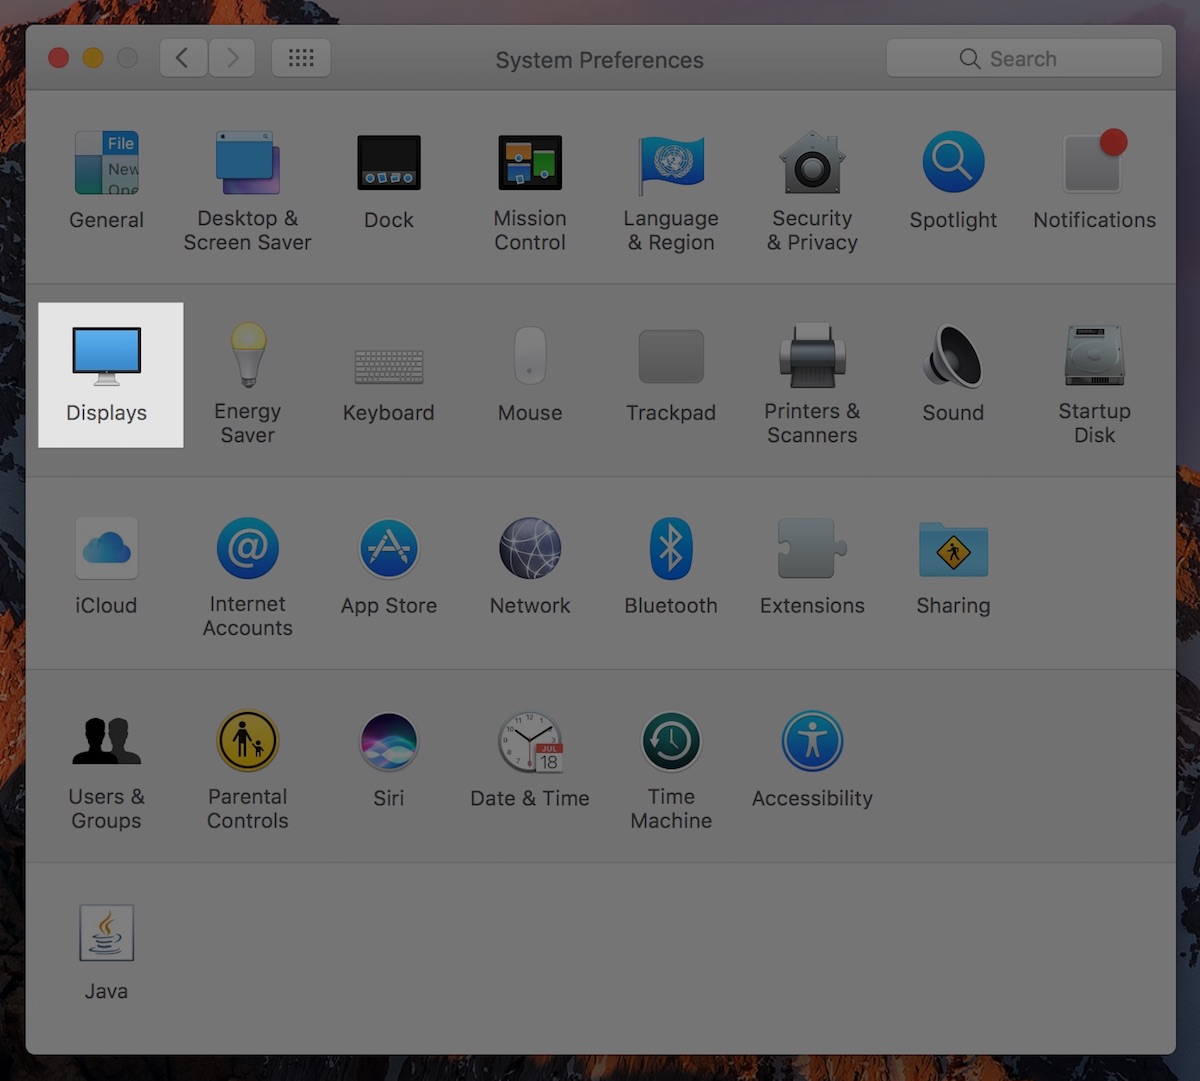 System Preferences
Search
File
New
Ope
General
Desktop &
Screen Saver
Dock
Mission
Control
Language
& Region
Security
& Privacy
Spotlight
Notifications
Displays
Energy
Saver
Keyboard
Mouse
Trackpad
Printers &
Scanners
Sound
Startup
Disk
iCloud
@
Internet
Accounts
App Store
Network
Bluetooth
Extensions
Sharing
Users &
Groups
Parental
Controls
Siri
JUL
18
Date & Time
Time
Machine
Accessibility
Java